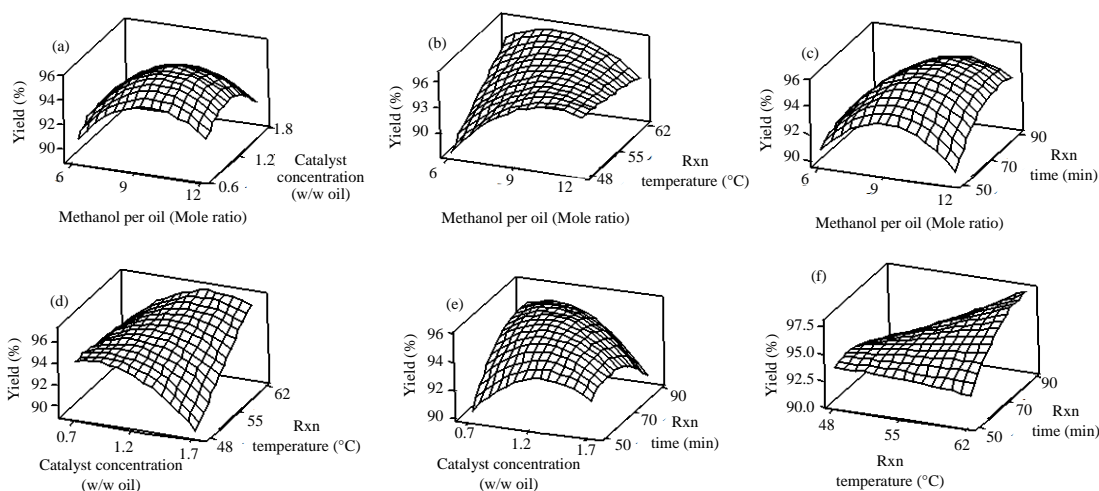 (a)
96
94
92
90
Yield (%)
6
9
12
0.6
1.2
1.8
Catalyst
concentration
(w/w oil)
Methanol per oil (Mole ratio)
(b)
96
93
90
Yield (%)
6
9
12
48
55
62
Rxn
temperature (°C)
Methanol per oil (Mole ratio)
(c)
96
94
92
90
Yield (%)
6
9
12
50
70
90
Rxn
time (min)
Methanol per oil (Mole ratio)
(d)
96
94
92
90
Yield (%)
0.7
1.2
1.7
48
55
62
Rxn
temperature (°C)
Catalyst concentration
(w/w oil)
(e)
96
94
92
90
Yield (%)
0.7
1.2
1.7
50
70
90
Rxn
time (min)
Catalyst concentration
(w/w oil)
(f)
97.5
95.0
92.5
90.0
Yield (%)
48
55
62
50
70
90
Rxn
time (min)
Rxn
temperature (°C)